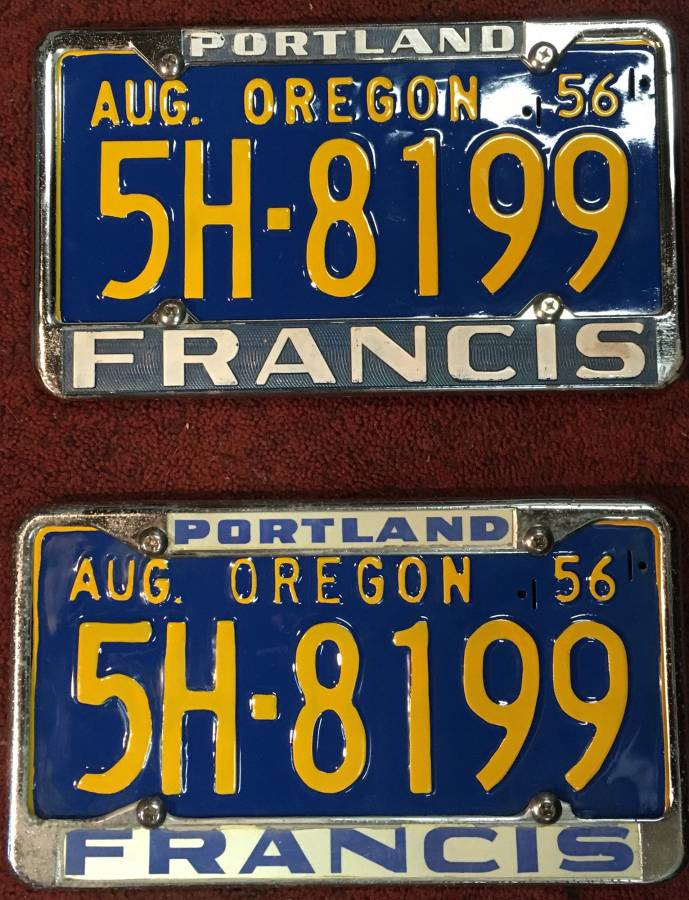 PORTLAND
AUG. OREGON 56
5H-8199
FRANCIS
PORTLAND
AUG. OREGON 56
5H-8199
FRANCIS